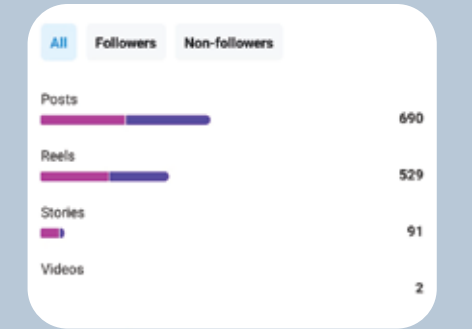 All Followers Non-followers
Posts
690
Reels
529
Stories
91
Videos
2